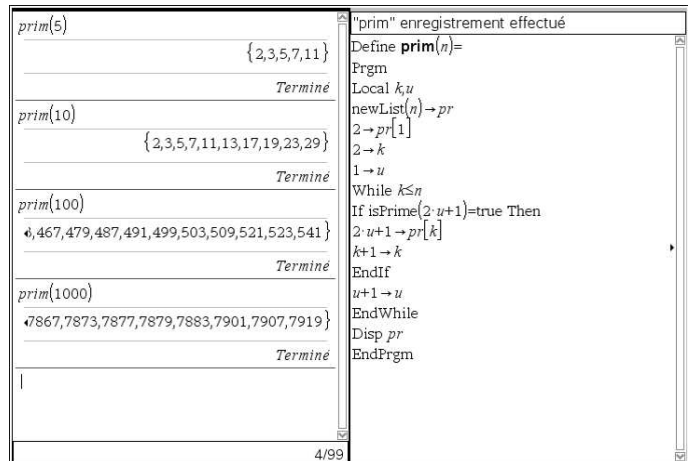 prim(5)
{2,3,5,7,11}
Terminé
prim(10)
{2,3,5,7,11,13,17,19,23,29}
Terminé
prim(100)
,467,479,487,491,499,503,509,521,523,541}
Terminé
prim(1000)
7867,7873,7877,7879,7883,7901,7907,7919}
Terminé
4/99
"prim" enregistrement effectué
Define prim(n)=
Prgm
Local k,u
newList(n)→pr
2→pr[1]
2→k
1→u
While k≤n
If isPrime(2·u+1)=true Then
2·u+1→pr[k]
k+1→k
EndIf
u+1→u
EndWhile
Disp pr
EndPrgm